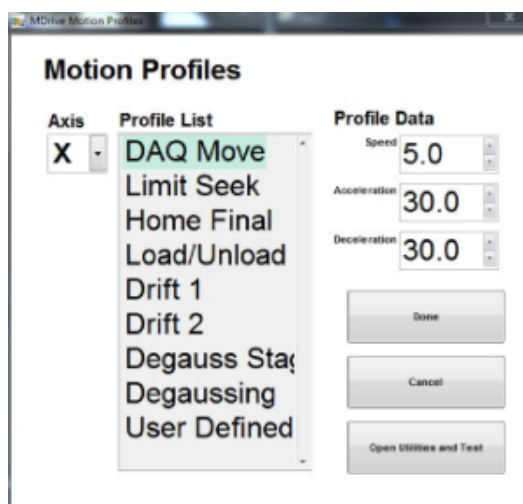 MDrive Motion Profiles
Motion Profiles
Axis
X
Profile List
DAQ Move
Limit Seek
Home Final
Load/Unload
Drift 1
Drift 2
Degauss Stag
Degaussing
User Defined
Profile Data
Speed 5.0
Acceleration 30.0
Deceleration 30.0
Done
Cancel
Open Utilities and Test